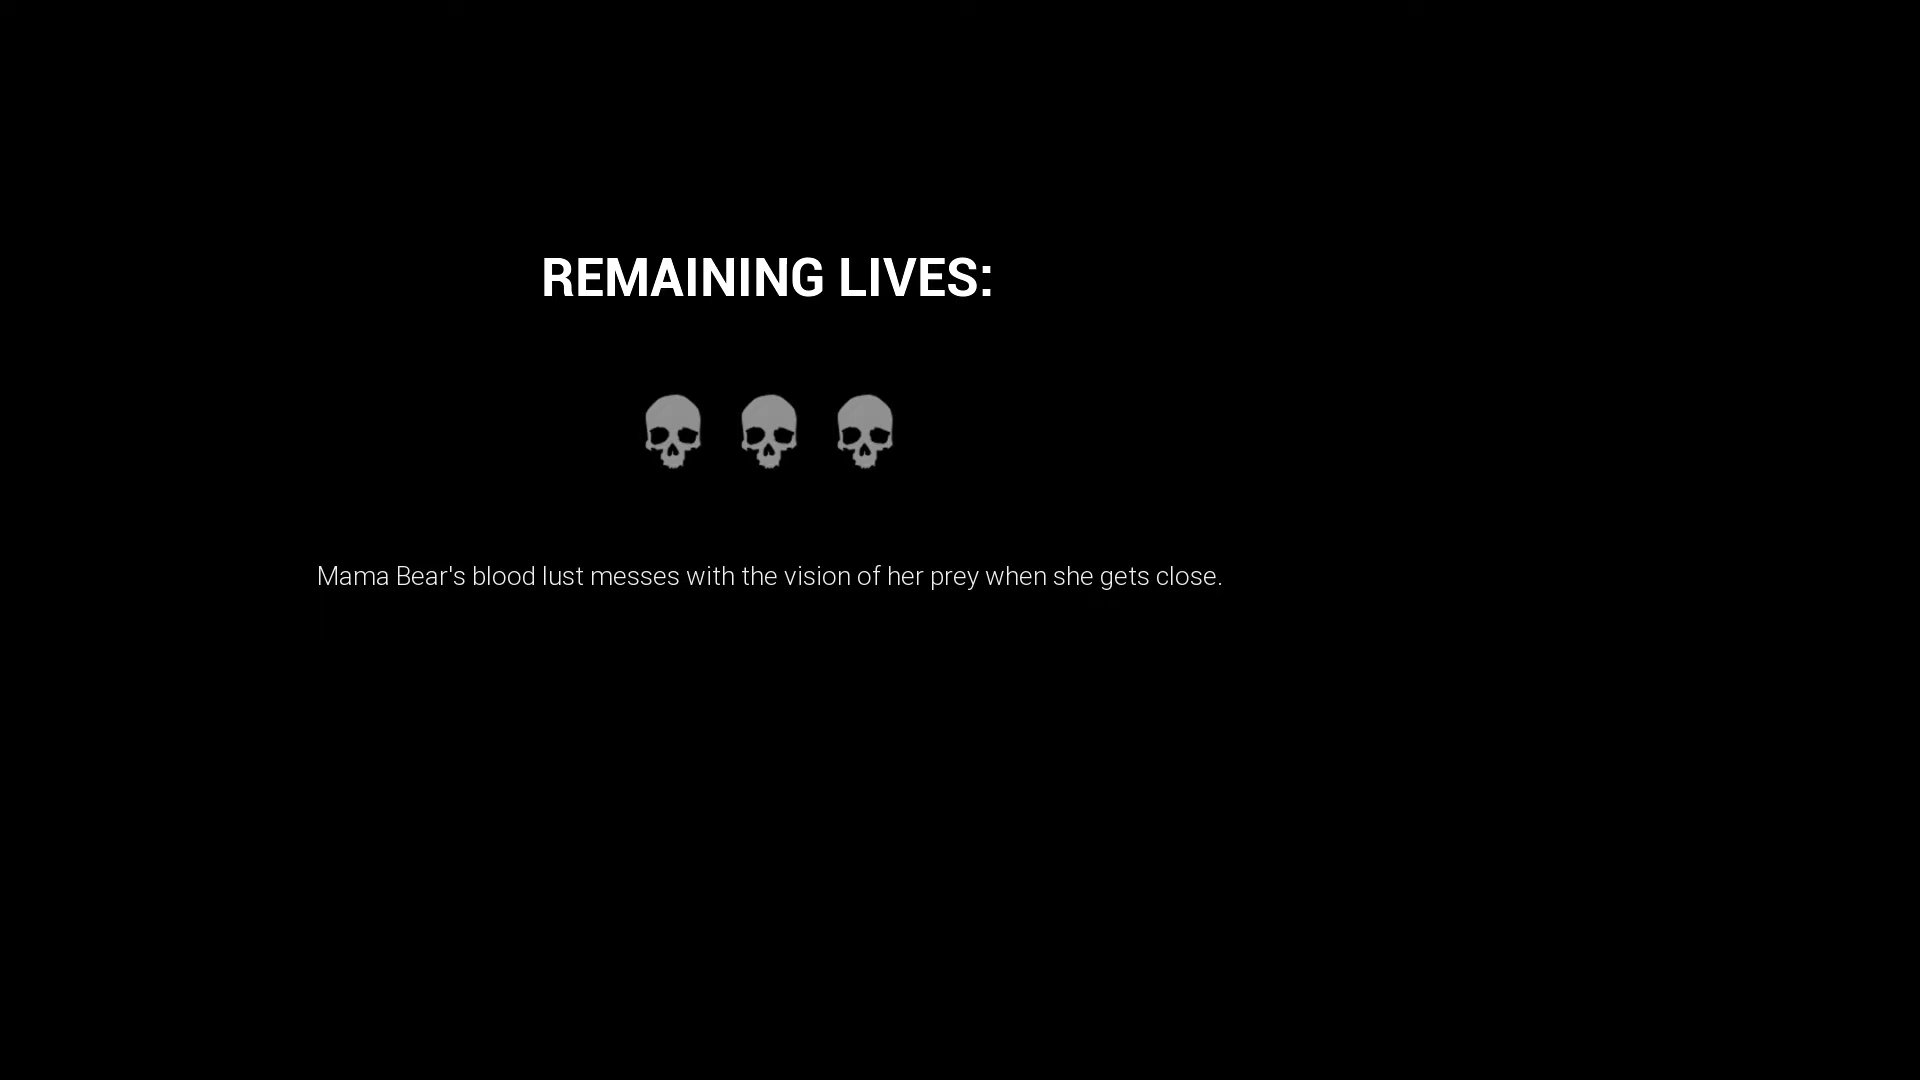 REMAINING LIVES:
Mama Bear's blood lust messes with the vision of her prey when she gets close.